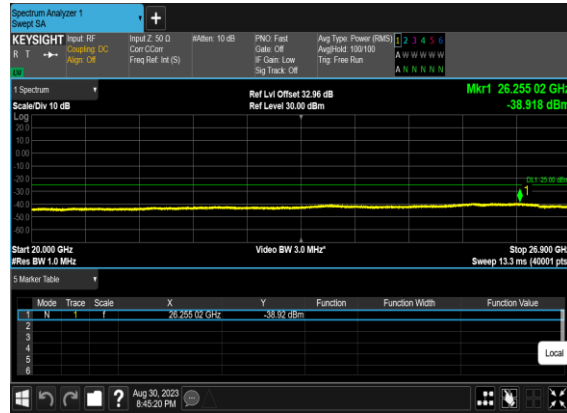 Spectrum Analyzer 1
Swept SA
KEYSIGHT Input: RF Input Z: 50 Ω #Atten: 10 dB PNO: Fast Avg Type: Power (RMS) 1 2 3 4 5 6
R T Coupling: DC Corr CCorr Gate: Off Avg|Hold: 100/100 A W W W W W
Align: Off Freq Ref: Int (S) IF Gain: Low Trig: Free Run
Sig Track: Off A N N N N N
1 Spectrum
Ref Lvl Offset 32.96 dB Mkr1 26.255 02 GHz
Scale/Div 10 dB Ref Level 30.00 dBm -38.918 dBm
Log
20.0
10.0
0.00
-10.0
-20.0
DL1 -25.00 dBm
-30.0
1
-40.0
-50.0
-60.0
Start 20.000 GHz Video BW 3.0 MHz* Stop 26.900 GHz
#Res BW 1.0 MHz Sweep 13.3 ms (40001 pts
5 Marker Table
Mode Trace Scale X Y Function Function Width Function Value
1 N 1 f 26.255 02 GHz -38.92 dBm
2
3
4
5
6
Local
? Aug 30, 2023
8:45:20 PM